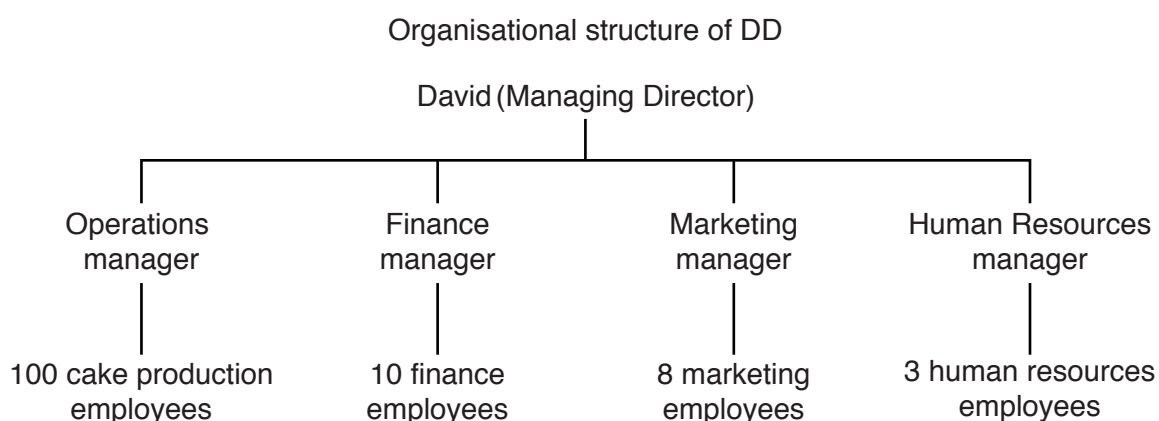 Organisational structure of DD
David (Managing Director)
Operations
manager
Finance
manager
Marketing
manager
Human Resources
manager
100 cake production
employees
10 finance
employees
8 marketing
employees
3 human resources
employees